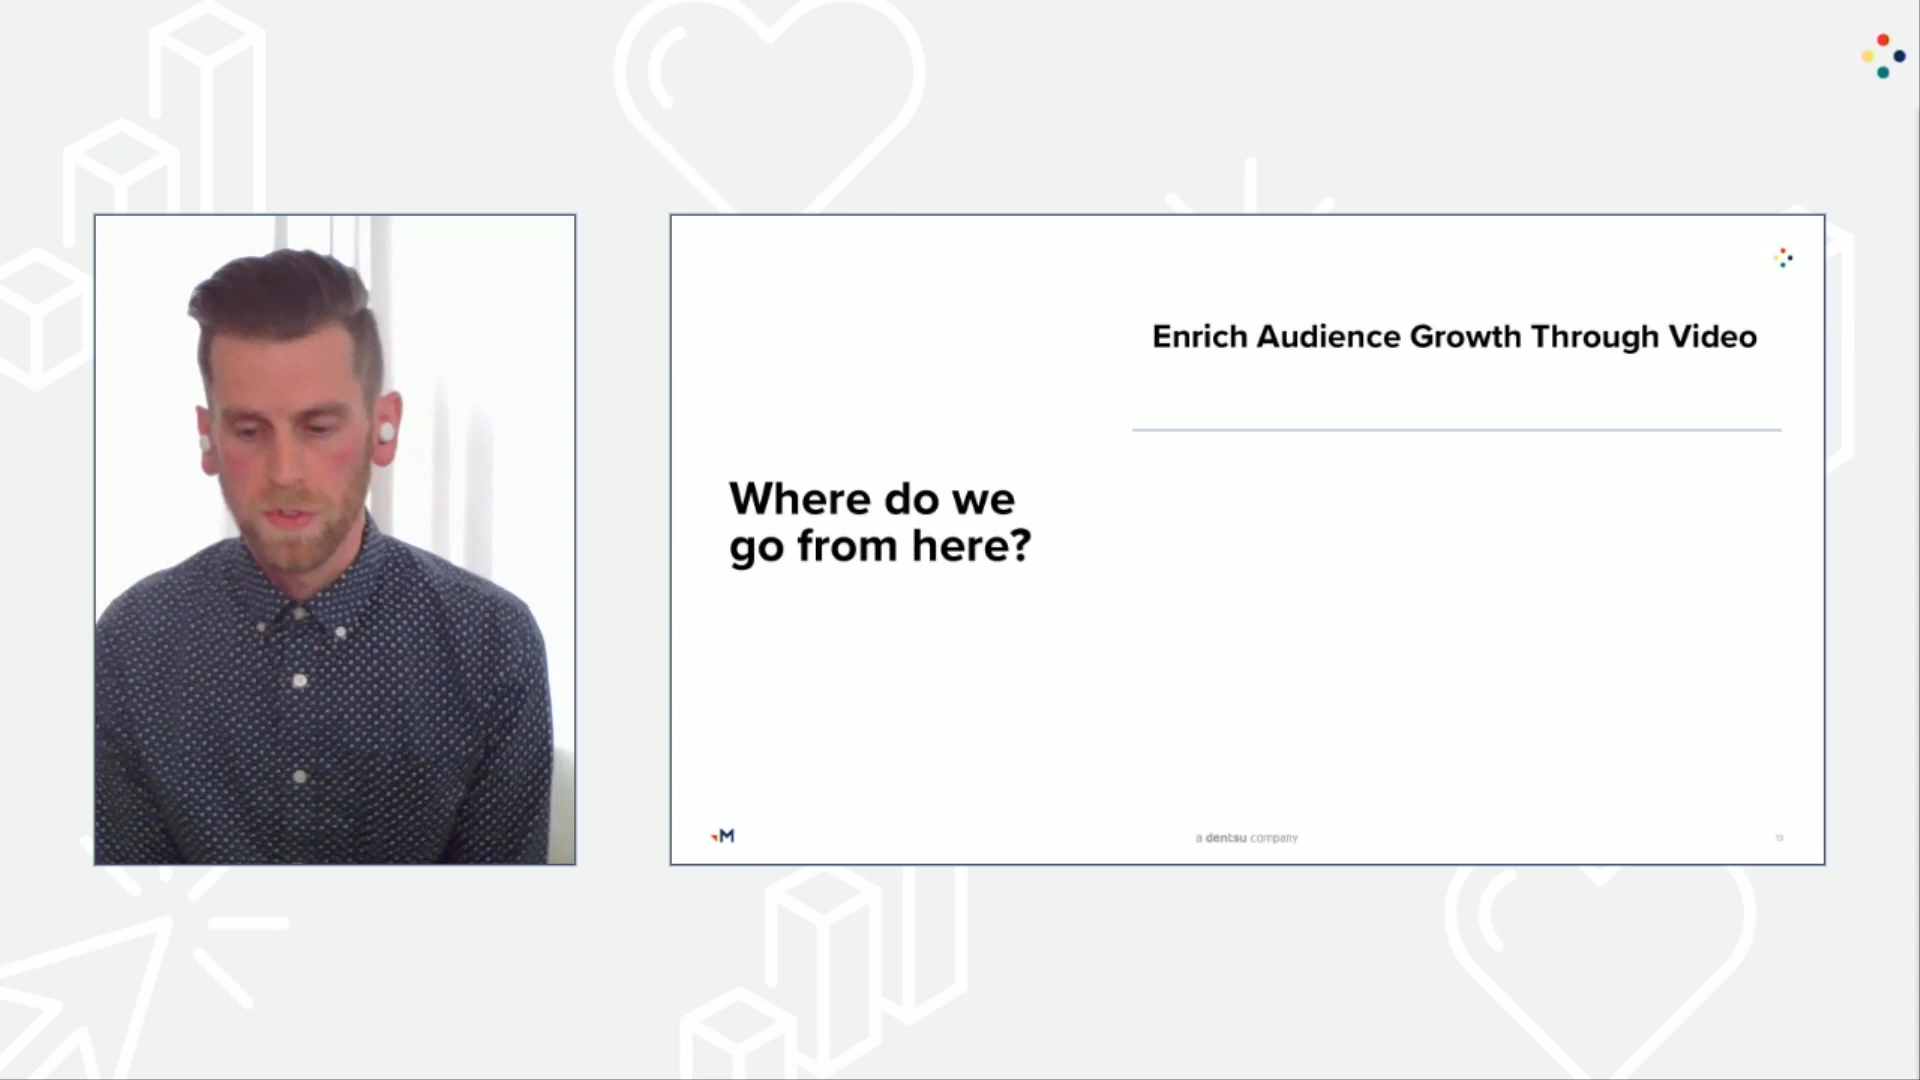 Enrich Audience Growth Through Video
Where do we
go from here?
M
a dentsu company